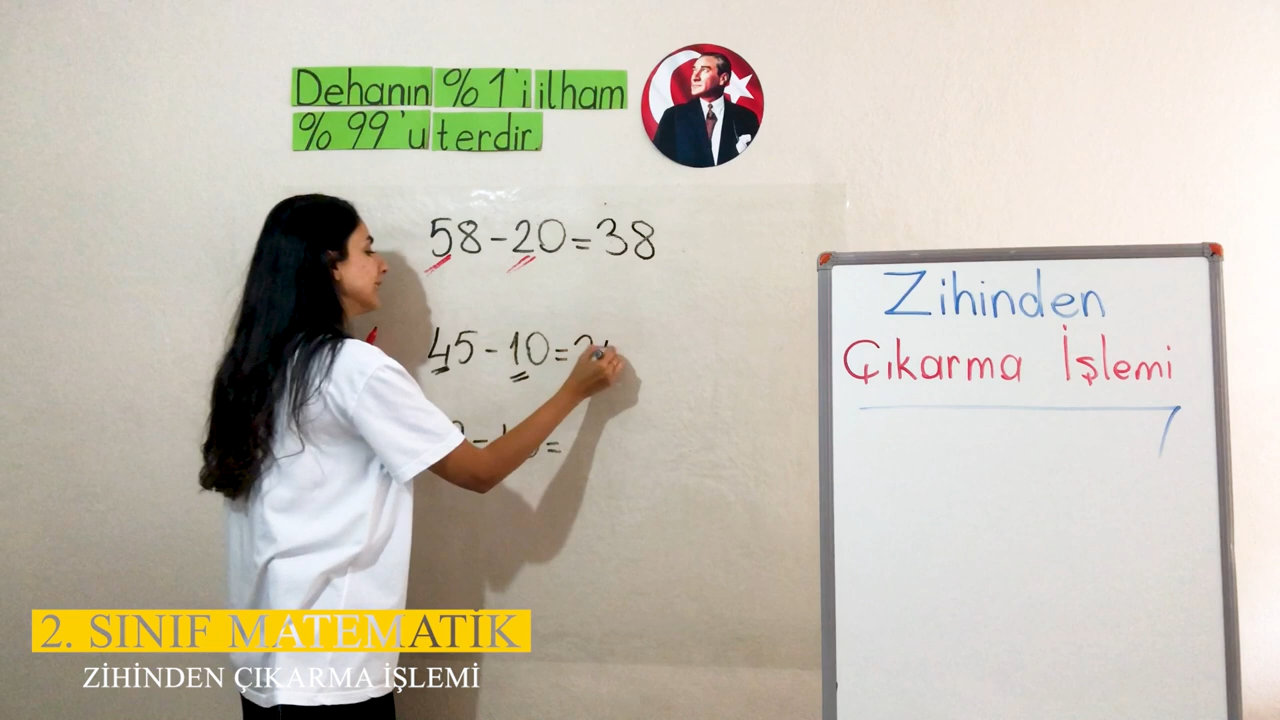 Dehanın %1'i ilham
%99'u terdir.
58-20=38
45-10=
Zihinden
Çıkarma İşlemi
2. SINIF MATEMATİK
ZİHİNDEN ÇIKARMA İŞLEMİ